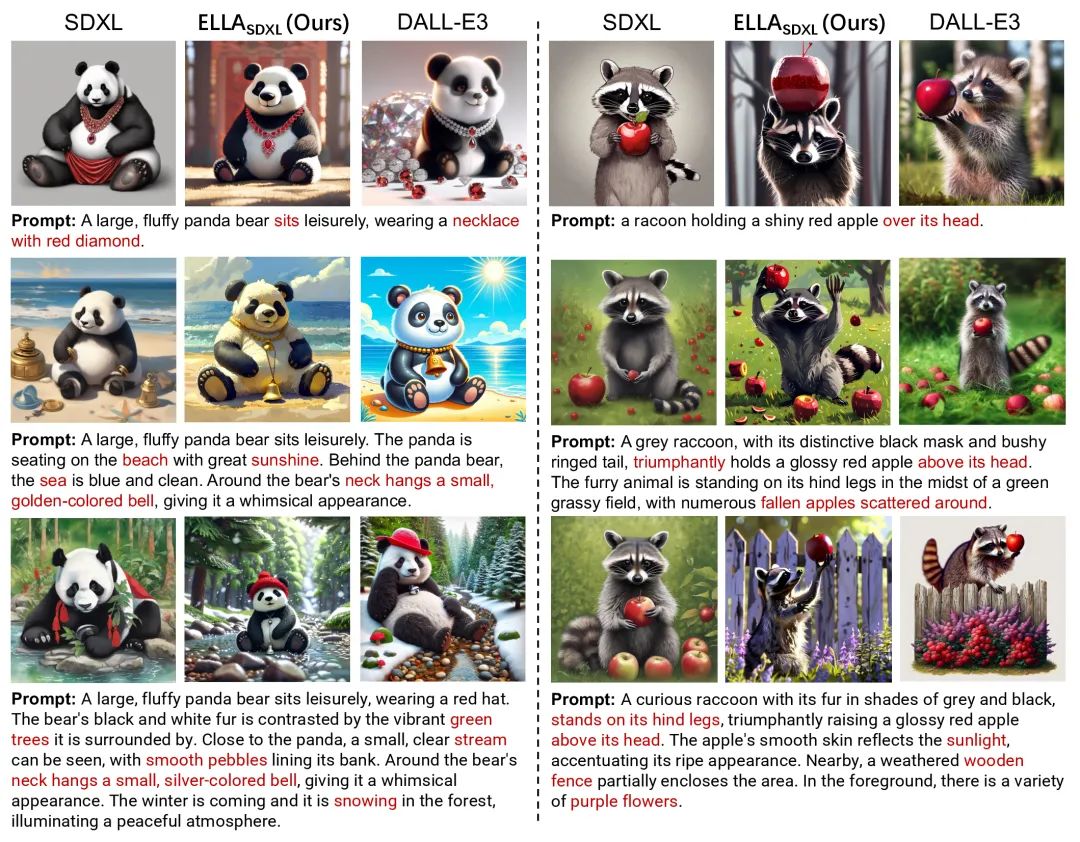 SDXL ELLA_SDXL (Ours) DALL-E3
Prompt: A large, fluffy panda bear sits leisurely, wearing a necklace
with red diamond.
Prompt: A large, fluffy panda bear sits leisurely. The panda is
seating on the beach with great sunshine. Behind the panda bear,
the sea is blue and clean. Around the bear's neck hangs a small,
golden-colored bell, giving it a whimsical appearance.
Prompt: A large, fluffy panda bear sits leisurely, wearing a red hat.
The bear's black and white fur is contrasted by the vibrant green
trees it is surrounded by. Close to the panda, a small, clear stream
can be seen, with smooth pebbles lining its bank. Around the bear's
neck hangs a small, silver-colored bell, giving it a whimsical
appearance. The winter is coming and it is snowing in the forest,
illuminating a peaceful atmosphere.
SDXL ELLA_SDXL (Ours) DALL-E3
Prompt: a racoon holding a shiny red apple over its head.
Prompt: A grey raccoon, with its distinctive black mask and bushy
ringed tail, triumphantly holds a glossy red apple above its head.
The furry animal is standing on its hind legs in the midst of a green
grassy field, with numerous fallen apples scattered around.
Prompt: A curious raccoon with its fur in shades of grey and black,
stands on its hind legs, triumphantly raising a glossy red apple
above its head. The apple's smooth skin reflects the sunlight,
accentuating its ripe appearance. Nearby, a weathered wooden
fence partially encloses the area. In the foreground, there is a variety
of purple flowers.